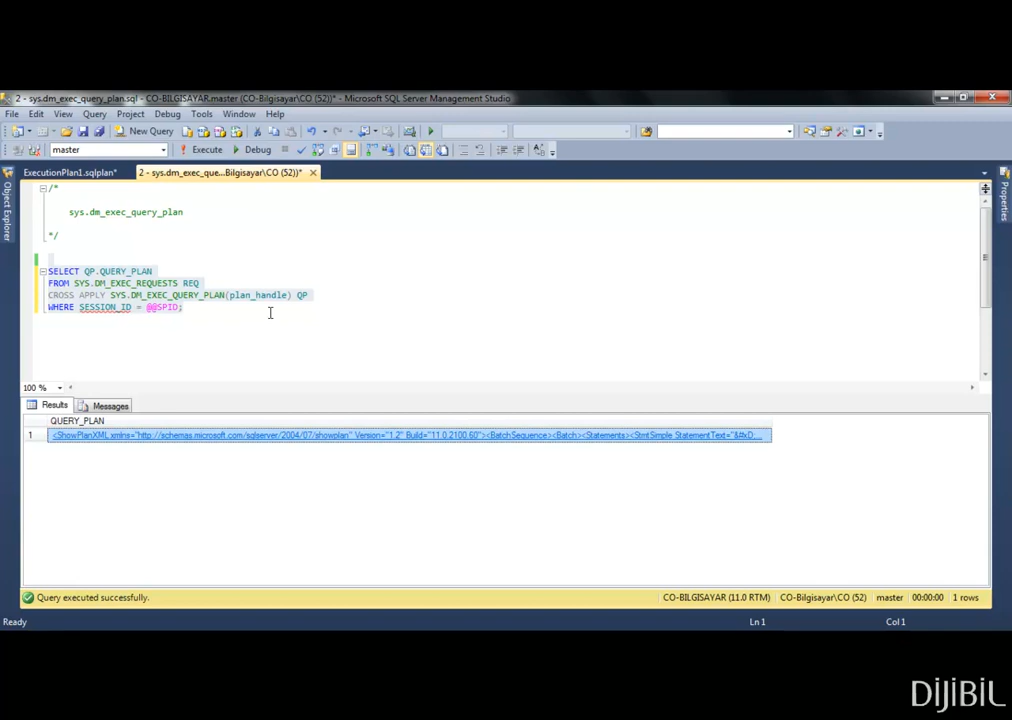 2 - sys.dm_exec_query_plan.sql - CO-BILGISAYAR.master (CO-Bilgisayar\CO (52))* - Microsoft SQL Server Management Studio
File Edit View Query Project Debug Tools Window Help
New Query
master Execute Debug
ExecutionPlan1.sqlplan* 2 - sys.dm_exec_que...Bilgisayar\CO (52))*
Object Explorer
Properties
/*
sys.dm_exec_query_plan
*/
SELECT QP.QUERY_PLAN
FROM SYS.DM_EXEC_REQUESTS REQ
CROSS APPLY SYS.DM_EXEC_QUERY_PLAN(plan_handle) QP
WHERE SESSION_ID = @@SPID;
100 %
Results Messages
QUERY_PLAN
1 <ShowPlanXML xmlns="http://schemas.microsoft.com/sqlserver/2004/07/showplan" Version="1.2" Build="11.0.2100.60"><BatchSequence><Batch><Statements><StmtSimple StatementText="&#xD...
Query executed successfully. CO-BILGISAYAR (11.0 RTM) CO-Bilgisayar\CO (52) master 00:00:00 1 rows
Ready Ln 1 Col 1
DIJIBIL